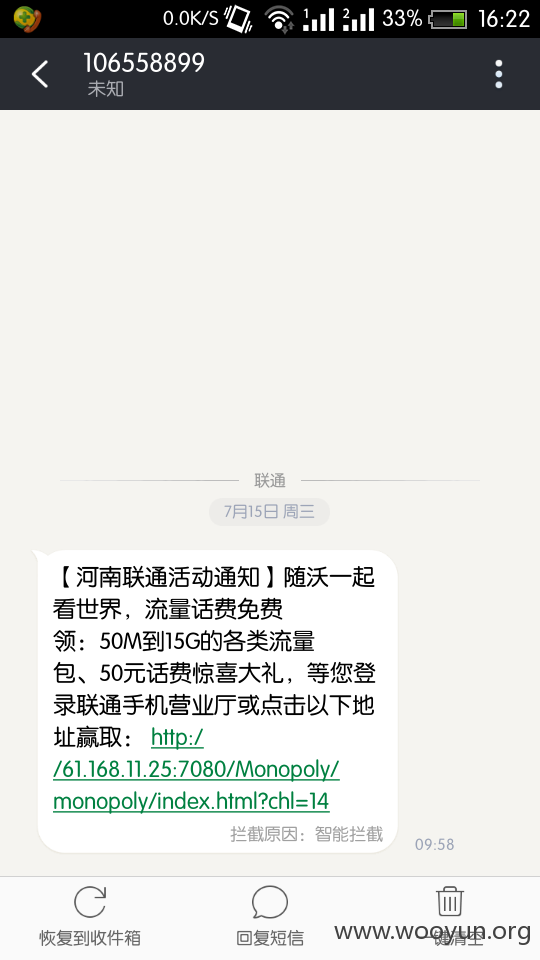 0.0K/S 1 2 33% 16:22
106558899
未知
联通
7月15日 周三
【河南联通活动通知】随沃一起
看世界，流量话费免费
领：50M到15G的各类流量
包、50元话费惊喜大礼，等您登
录联通手机营业厅或点击以下地
址赢取： http:/
/61.168.11.25:7080/Monopoly/
monopoly/index.html?chl=14
拦截原因：智能拦截
09:58
恢复到收件箱 回复短信 一键清空
www.wooyun.org